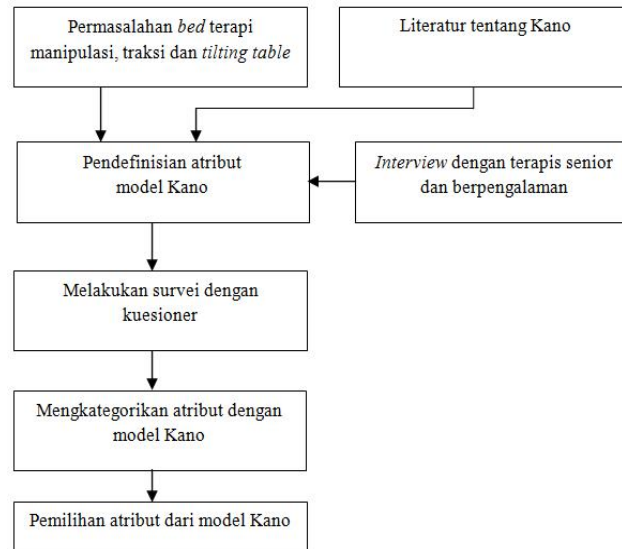 Permasalahan bed terapi
manipulasi, traksi dan tilting table
Literatur tentang Kano
Pendefinisian atribut
model Kano
Interview dengan terapis senior
dan berpengalaman
Melakukan survei dengan
kuesioner
Mengkategorikan atribut dengan
model Kano
Pemilihan atribut dari model Kano